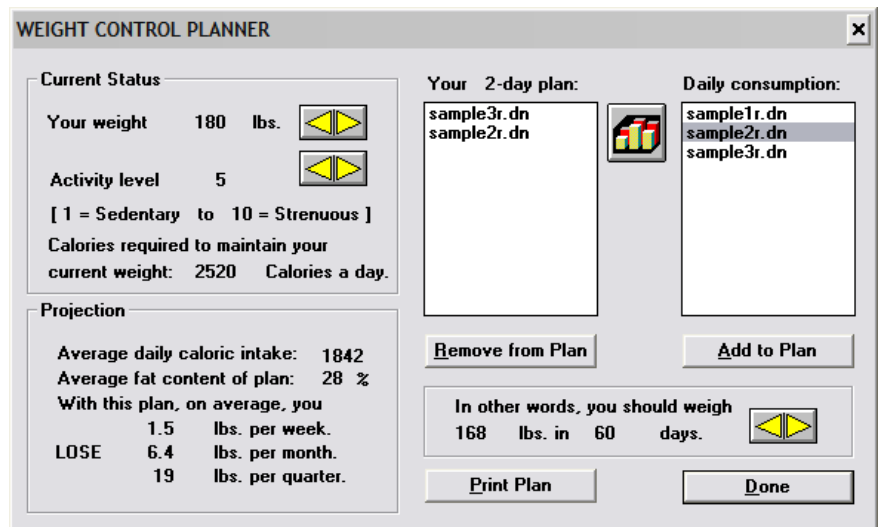 WEIGHT CONTROL PLANNER
Current Status
Your weight 180 lbs.
Activity level 5
[ 1 = Sedentary to 10 = Strenuous ]
Calories required to maintain your
current weight: 2520 Calories a day.
Projection
Average daily caloric intake: 1842
Average fat content of plan: 28 %
With this plan, on average, you
1.5 lbs. per week.
LOSE 6.4 lbs. per month.
19 lbs. per quarter.
Your 2-day plan:
sample3r.dn
sample2r.dn
Remove from Plan
Daily consumption:
sample1r.dn
sample2r.dn
sample3r.dn
Add to Plan
In other words, you should weigh
168 lbs. in 60 days.
Print Plan
Done